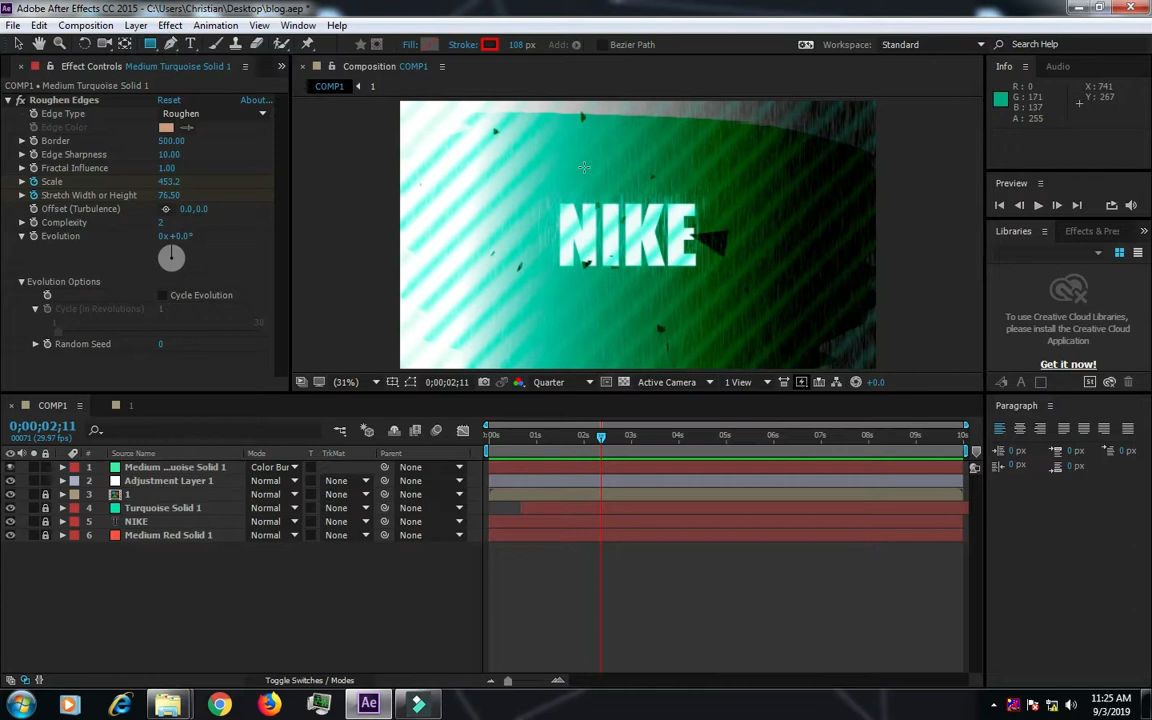 Adobe After Effects CC 2015 - C:\Users\Christian\Desktop\blog.aep *
File Edit Composition Layer Effect Animation View Window Help
Fill: Stroke: 108 px Add: Bezier Path Workspace: Standard Search Help
Effect Controls Medium Turquoise Solid 1
COMP1 • Medium Turquoise Solid 1
fx Roughen Edges Reset About...
Edge Type Roughen
Edge Color
Border 500.00
Edge Sharpness 10.00
Fractal Influence 1.00
Scale 453.2
Stretch Width or Height 76.50
Offset (Turbulence) 0.0,0.0
Complexity 2
Evolution 0x+0.0°
Evolution Options
Cycle Evolution
Cycle (in Revolutions) 1
1 30
Random Seed 0
Composition COMP1
COMP1 1
NIKE
(31%) 0;00;02;11 Quarter Active Camera 1 View +0.0
Info Audio
R: 0 X: 741
G: 171 Y: 267
B: 137
A: 255
Preview
Libraries Effects & Pres
To use Creative Cloud Libraries,
please install the Creative Cloud
Application
Get it now!
COMP1 1
0;00;02;11
00071 (29.97 fps)
# Source Name Mode T TrkMat Parent
1 Medium ...uoise Solid 1 Color Bur None
2 Adjustment Layer 1 Normal None None
3 1 Normal None None
4 Turquoise Solid 1 Normal None None
5 T NIKE Normal None None
6 Medium Red Solid 1 Normal None None
:00s 01s 02s 03s 04s 05s 06s 07s 08s 09s 10s
Toggle Switches / Modes
Paragraph
0 px 0 px 0 px
0 px 0 px
Ae
11:25 AM
9/3/2019